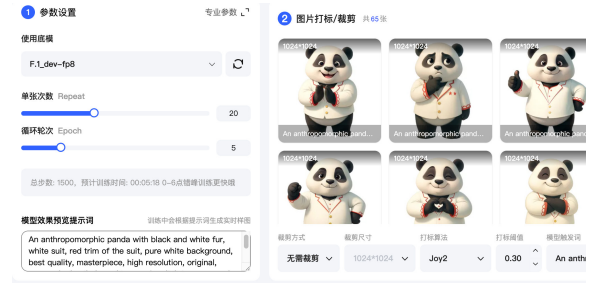 1 参数设置
专业参数
使用底模
F.1_dev-fp8
单张次数 Repeat
20
循环轮次 Epoch
5
总步数: 1500，预计训练时间: 00:05:18 0-6点错峰训练更快哦
模型效果预览提示词
训练中会根据提示词生成实时样图
An anthropomorphic panda with black and white fur,
white suit, red trim of the suit, pure white background,
best quality, masterpiece, high resolution, original,
2 图片打标/裁剪 共65张
1024*1024
1024*1024
1024*1024
An anthropomorphic pand...
An anthropomorphic pand...
An anthropomorphic pan
1024*1024
1024*1024
1024*1024
裁剪方式
裁剪尺寸
打标算法
打标阈值
模型触发词
无需裁剪
1024*1024
Joy2
0.30
An anth